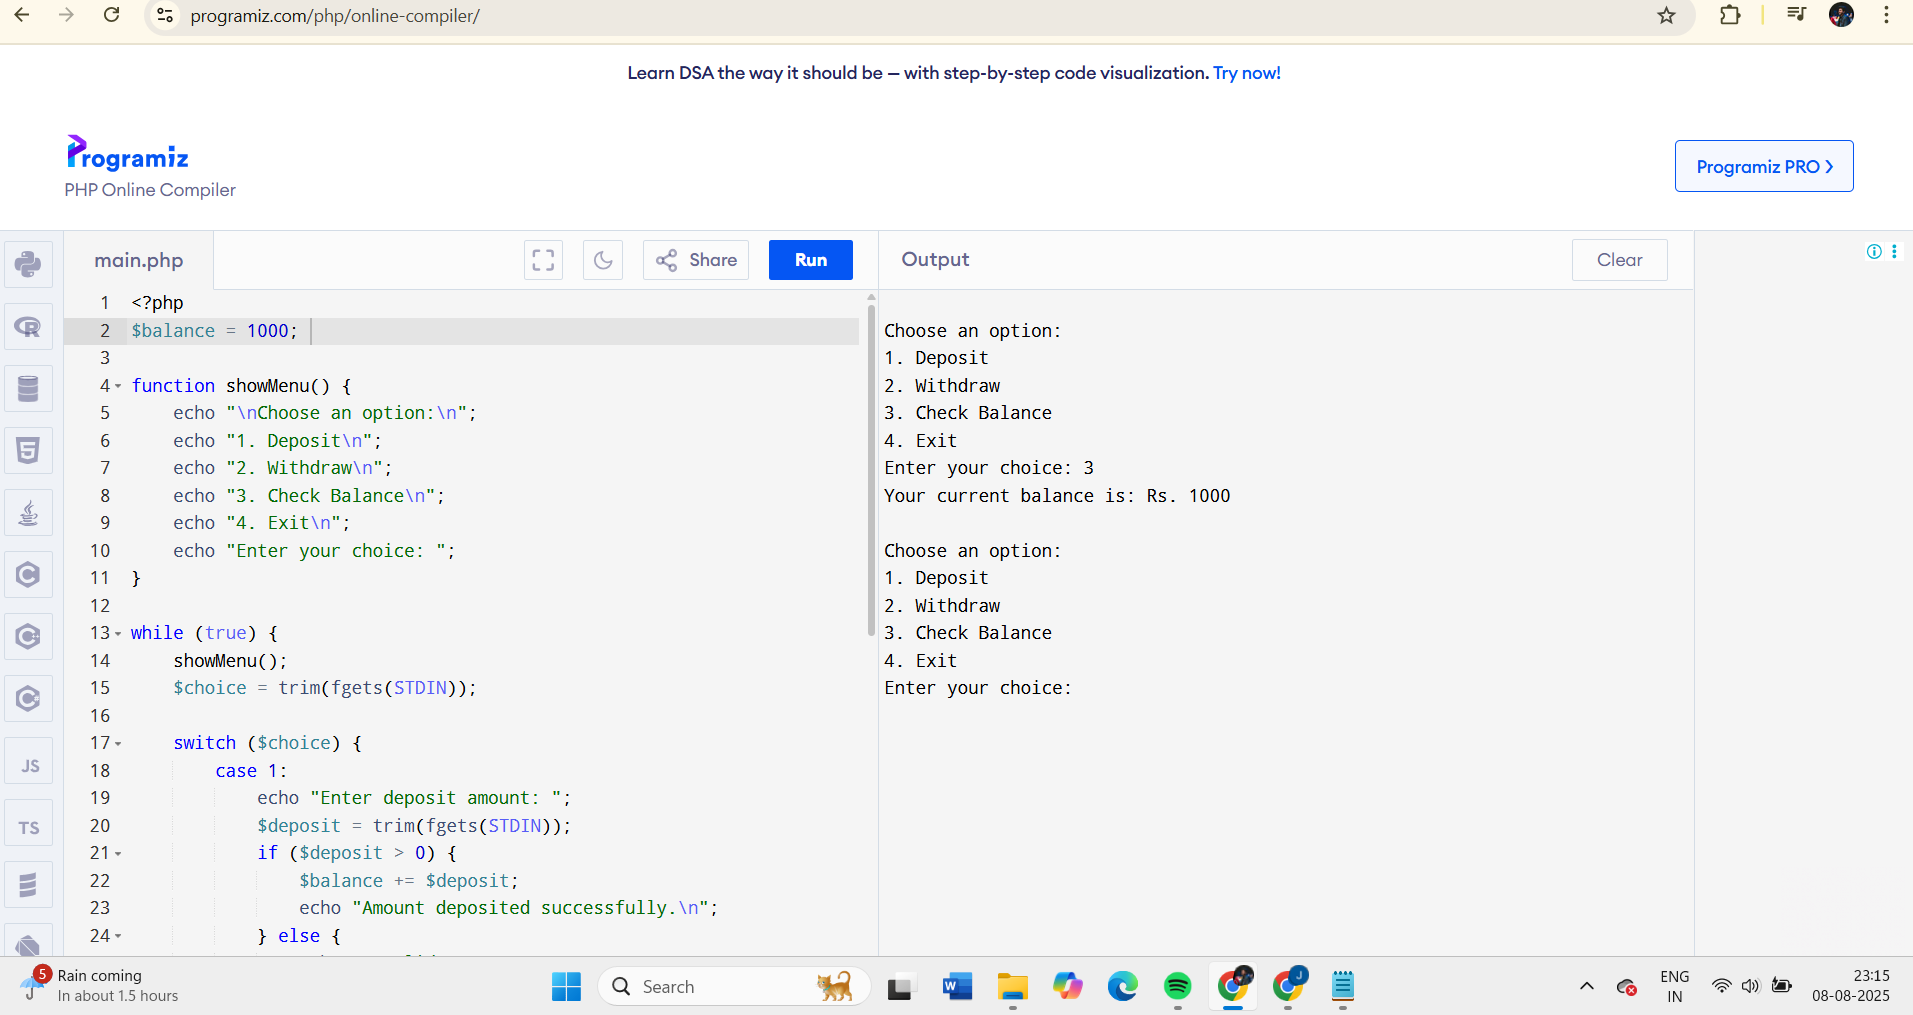 programiz.com/php/online-compiler/
Learn DSA the way it should be — with step-by-step code visualization. Try now!
Programiz
PHP Online Compiler
Programiz PRO
main.php
Share
Run
Output
Clear
1 <?php
2 $balance = 1000;
3
4 function showMenu() {
5 echo "\nChoose an option:\n";
6 echo "1. Deposit\n";
7 echo "2. Withdraw\n";
8 echo "3. Check Balance\n";
9 echo "4. Exit\n";
10 echo "Enter your choice: ";
11 }
12
13 while (true) {
14 showMenu();
15 $choice = trim(fgets(STDIN));
16
17 switch ($choice) {
18 case 1:
19 echo "Enter deposit amount: ";
20 $deposit = trim(fgets(STDIN));
21 if ($deposit > 0) {
22 $balance += $deposit;
23 echo "Amount deposited successfully.\n";
24 } else {
Choose an option:
1. Deposit
2. Withdraw
3. Check Balance
4. Exit
Enter your choice: 3
Your current balance is: Rs. 1000
Choose an option:
1. Deposit
2. Withdraw
3. Check Balance
4. Exit
Enter your choice:
R
5
C
C
C
JS
TS
5
Rain coming
In about 1.5 hours
Search
W
J
ENG
IN
23:15
08-08-2025